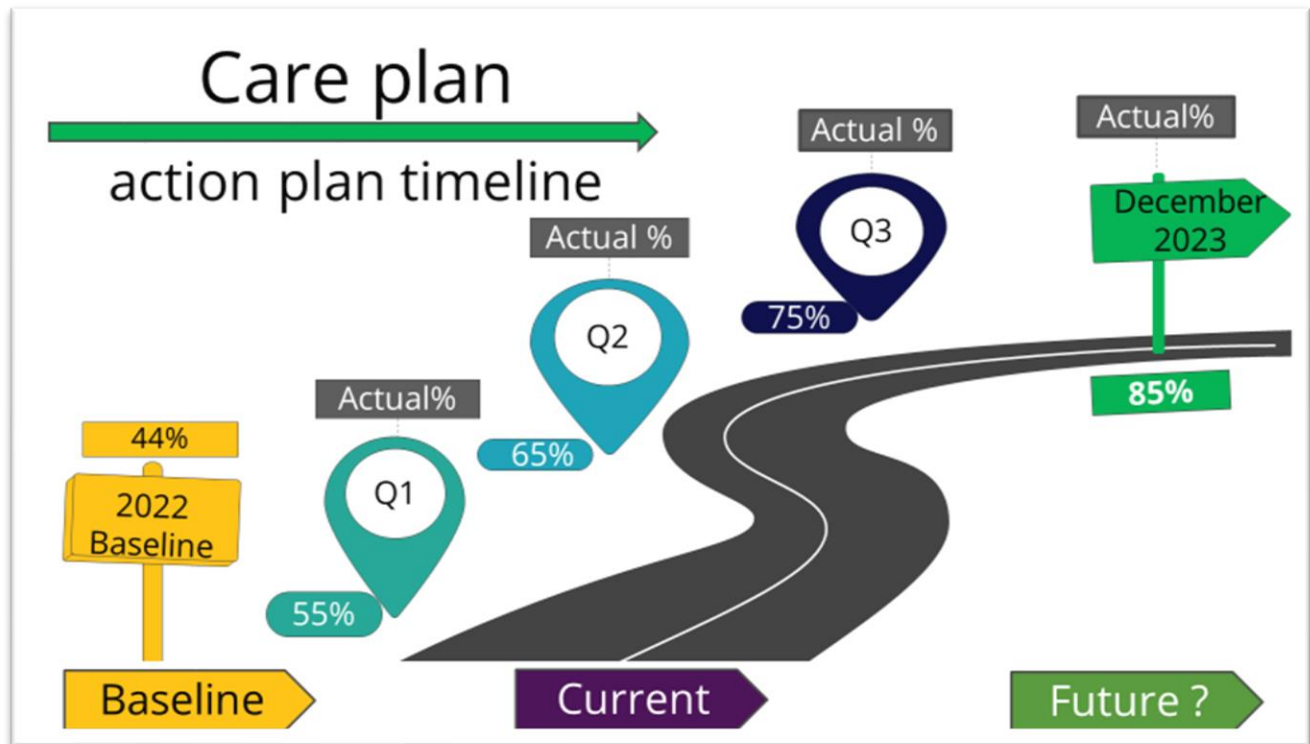 Care plan
action plan timeline
44%
2022
Baseline
Actual%
Q1
55%
Actual %
Q2
65%
Actual %
Q3
75%
Actual%
December
2023
85%
Baseline
Current
Future ?